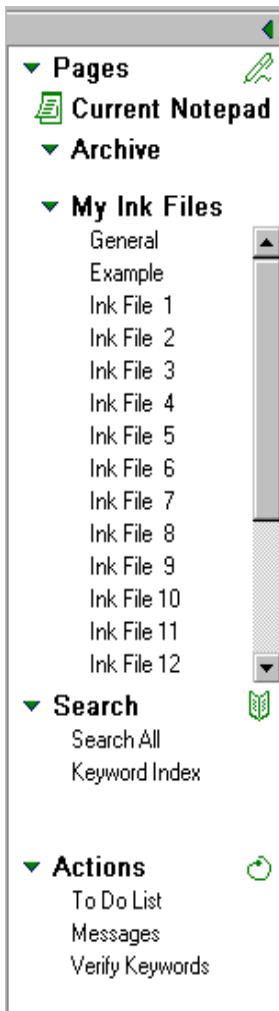 Pages
Current Notepad
Archive
My Ink Files
General
Example
Ink File 1
Ink File 2
Ink File 3
Ink File 4
Ink File 5
Ink File 6
Ink File 7
Ink File 8
Ink File 9
Ink File 10
Ink File 11
Ink File 12
Search
Search All
Keyword Index
Actions
To Do List
Messages
Verify Keywords